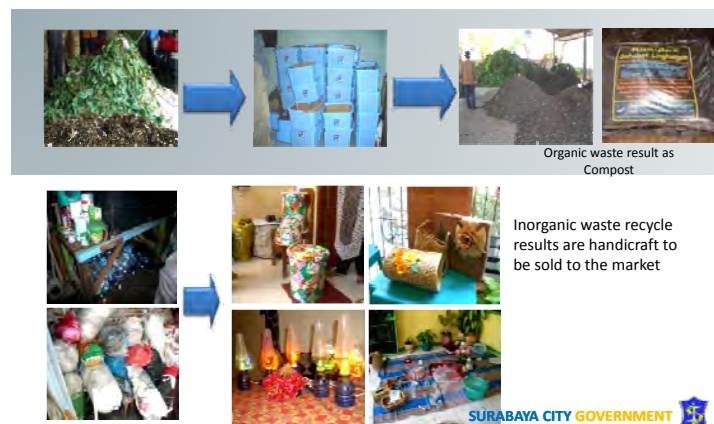 Organic waste result as
Compost
Inorganic waste recycle
results are handicraft to
be sold to the market
SURABAYA CITY GOVERNMENT